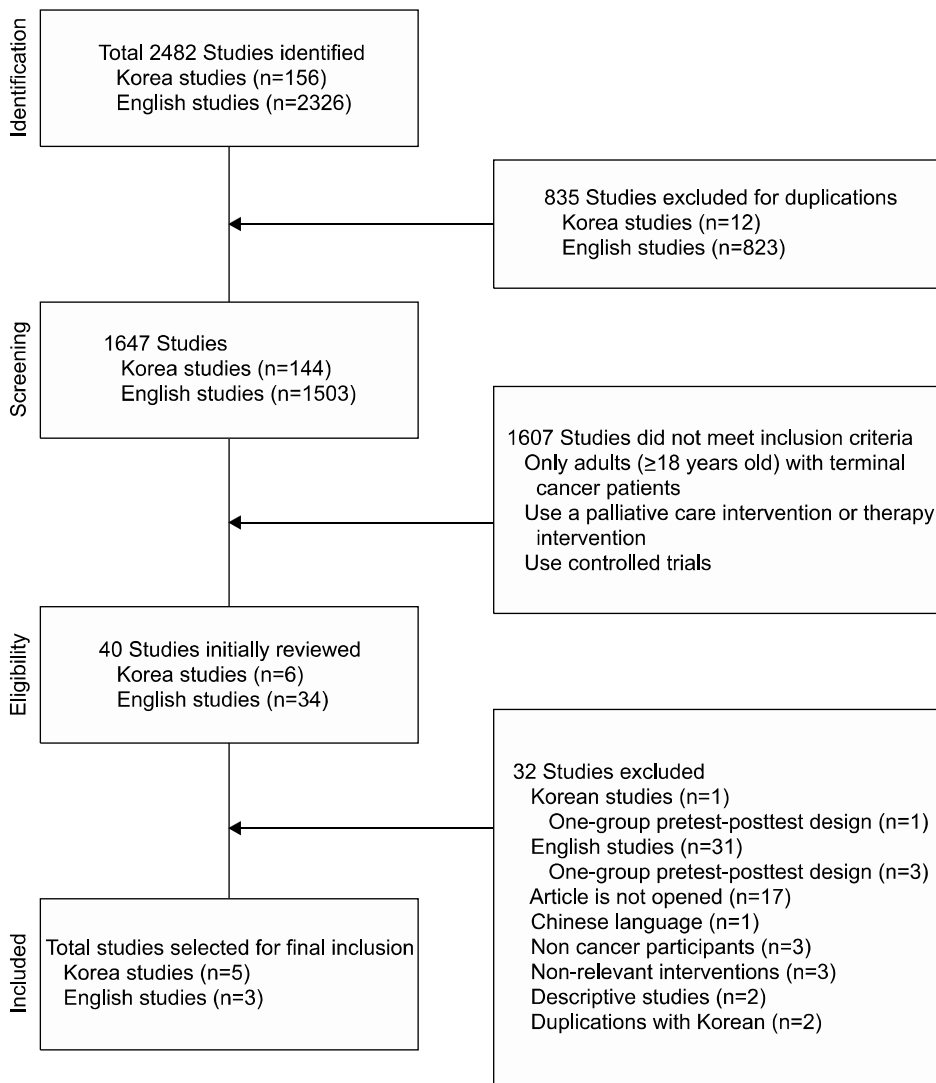 Identification
Total 2482 Studies identified
Korea studies (n=156)
English studies (n=2326)
835 Studies excluded for duplications
Korea studies (n=12)
English studies (n=823)
Screening
1647 Studies
Korea studies (n=144)
English studies (n=1503)
1607 Studies did not meet inclusion criteria
Only adults (≥18 years old) with terminal
cancer patients
Use a palliative care intervention or therapy
intervention
Use controlled trials
Eligibility
40 Studies initially reviewed
Korea studies (n=6)
English studies (n=34)
32 Studies excluded
Korean studies (n=1)
One-group pretest-posttest design (n=1)
English studies (n=31)
One-group pretest-posttest design (n=3)
Article is not opened (n=17)
Chinese language (n=1)
Non cancer participants (n=3)
Non-relevant interventions (n=3)
Descriptive studies (n=2)
Duplications with Korean (n=2)
Included
Total studies selected for final inclusion
Korea studies (n=5)
English studies (n=3)